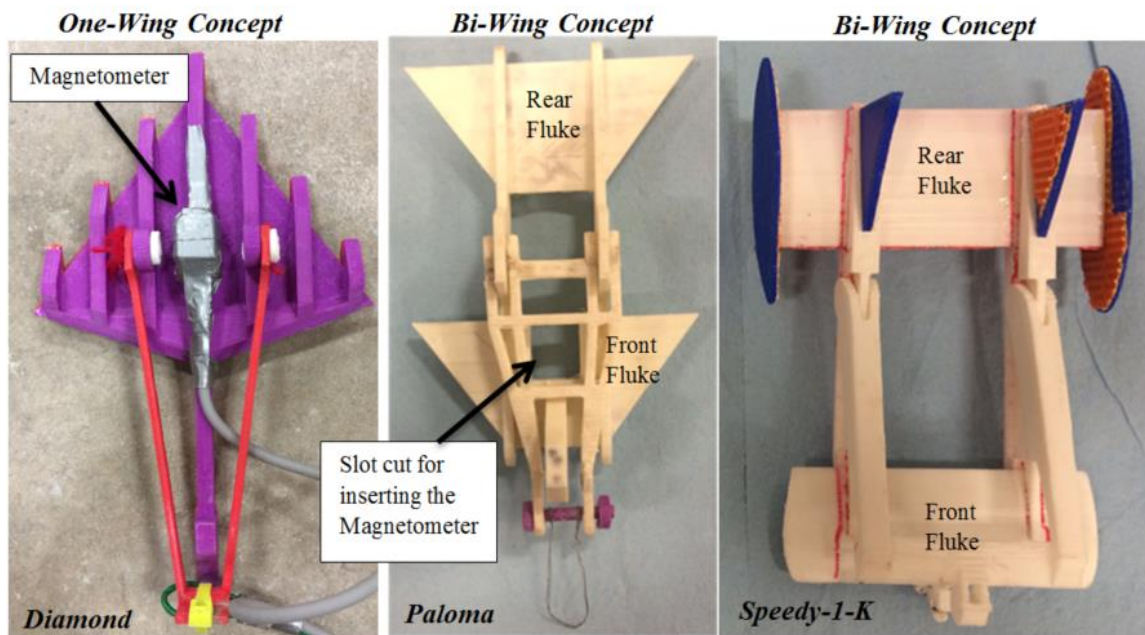 One-Wing Concept
Magnetometer
Diamond
Bi-Wing Concept
Rear
Fluke
Front
Fluke
Slot cut for
inserting the
Magnetometer
Paloma
Bi-Wing Concept
Rear
Fluke
Front
Fluke
Speedy-1-K